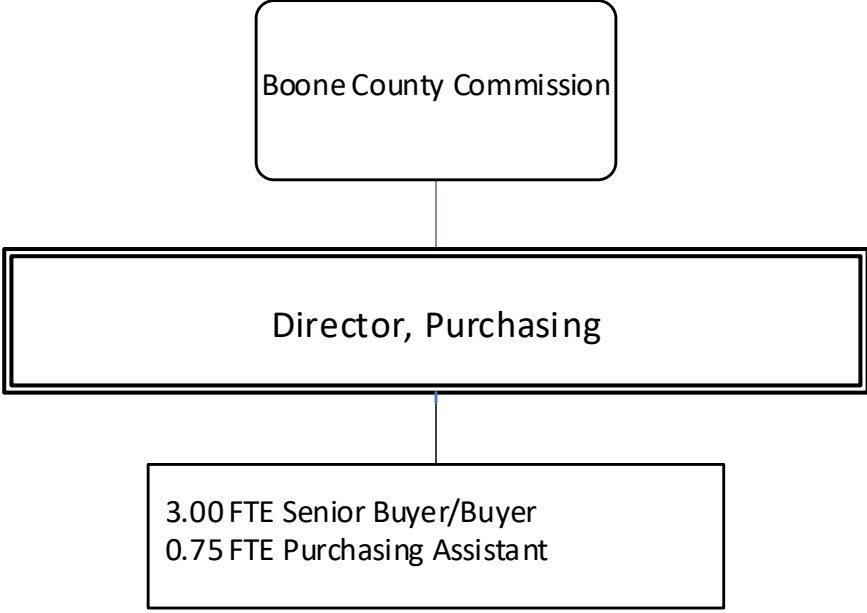 Boone County Commission
Director, Purchasing
3.00 FTE Senior Buyer/Buyer
0.75 FTE Purchasing Assistant